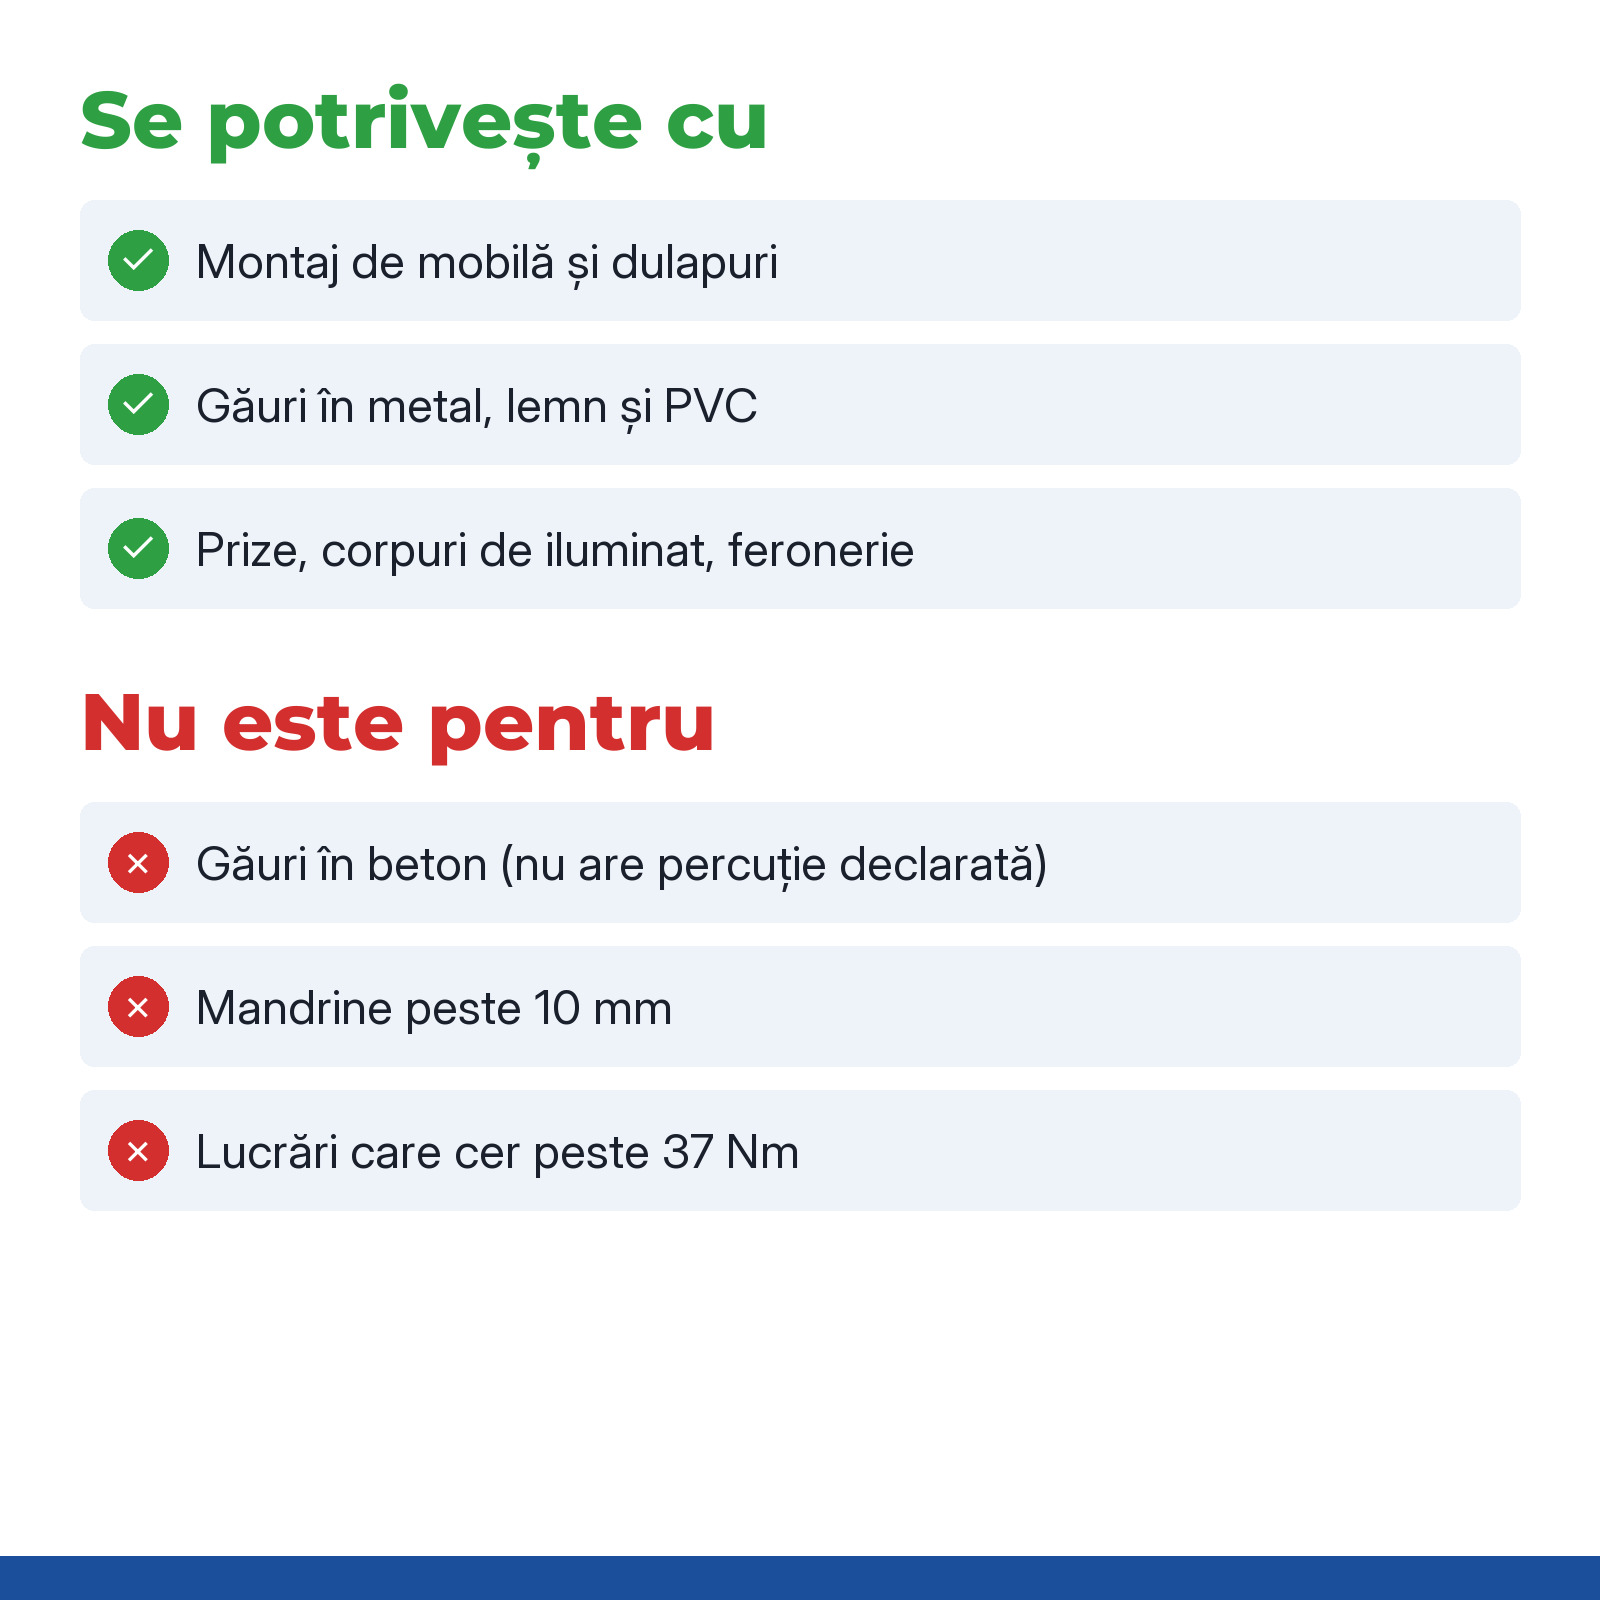 Se potrivește cu
Montaj de mobilă și dulapuri
Găuri în metal, lemn și PVC
Prize, corpuri de iluminat, feronerie
Nu este pentru
Găuri în beton (nu are percuție declarată)
Mandrine peste 10 mm
Lucrări care cer peste 37 Nm